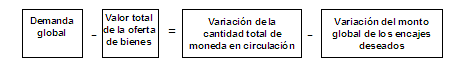 Demanda
global
-
Valor total
de la oferta
de bienes
=
Variación de la
cantidad total de
moneda en circulación
-
Variación del monto
global de los encajes
deseados